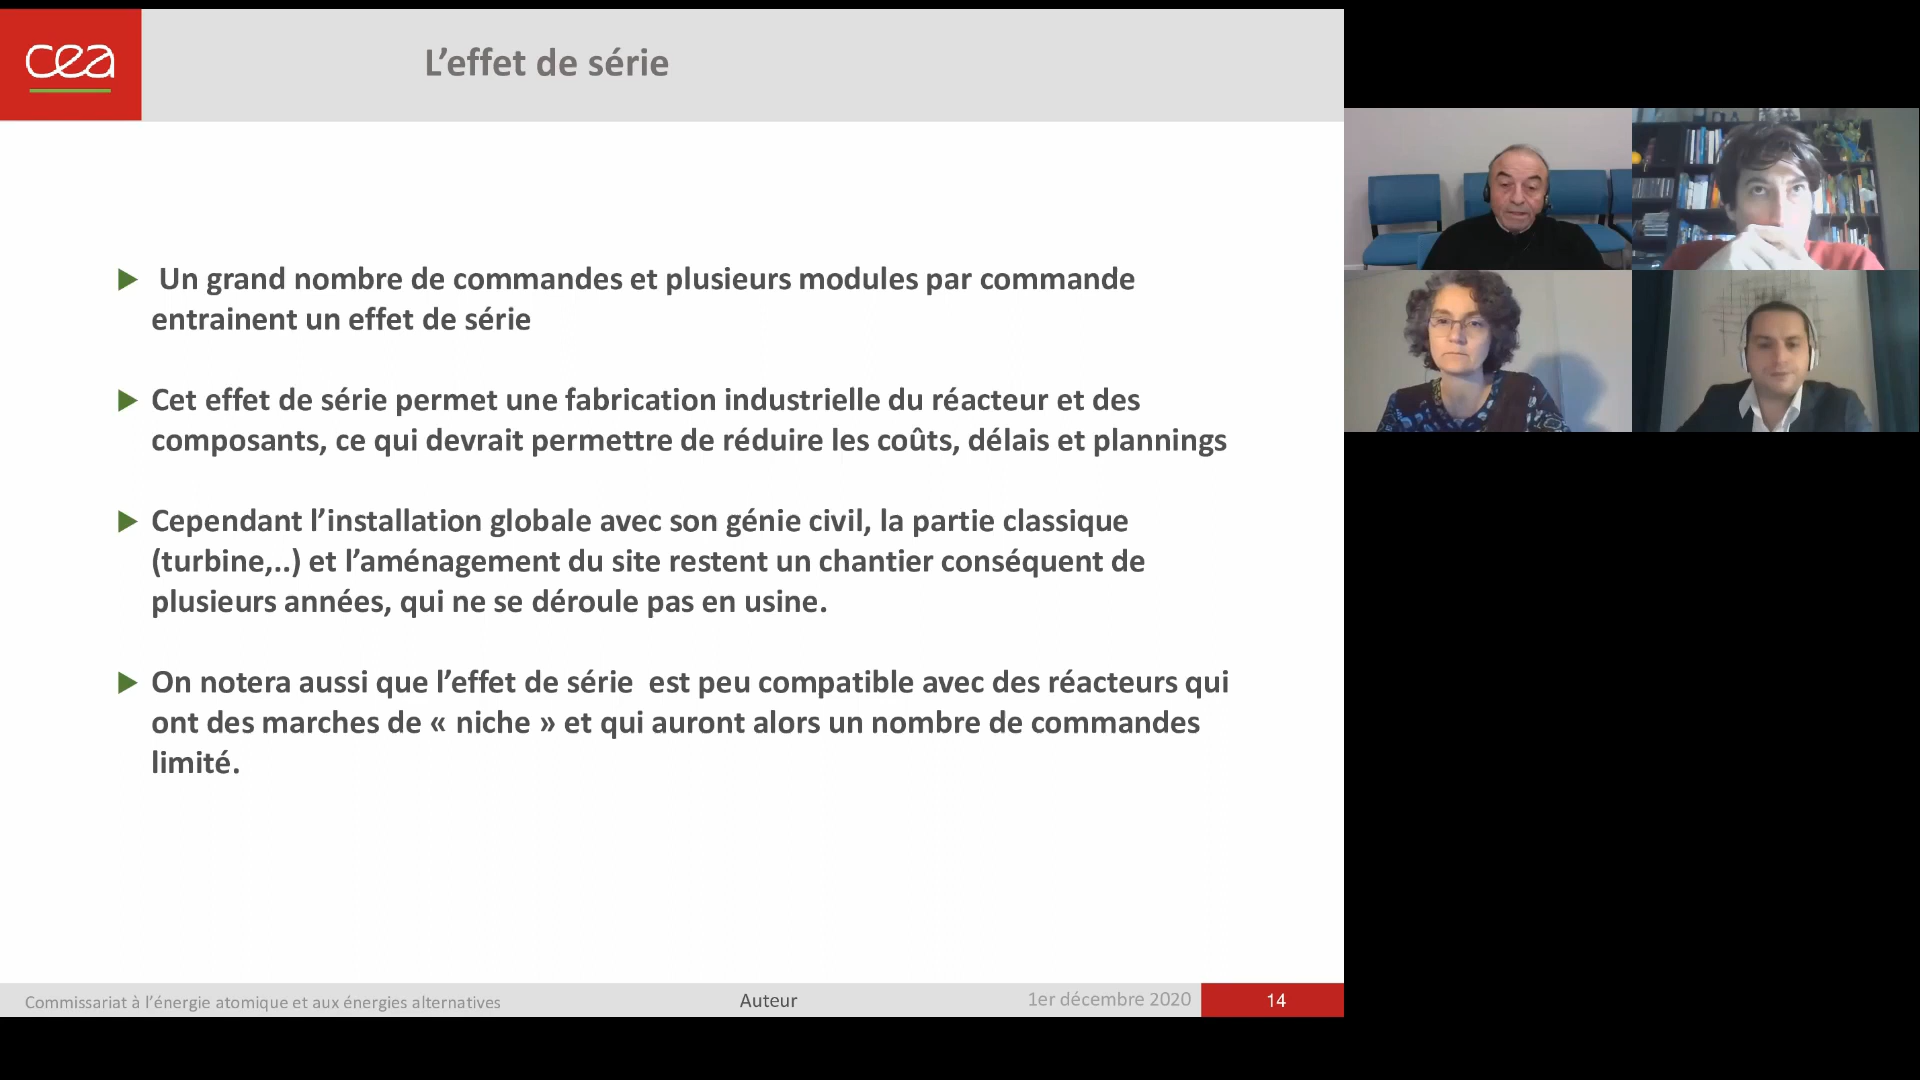 cea
L’effet de série
Un grand nombre de commandes et plusieurs modules par commande
entrainent un effet de série
Cet effet de série permet une fabrication industrielle du réacteur et des
composants, ce qui devrait permettre de réduire les coûts, délais et plannings
Cependant l’installation globale avec son génie civil, la partie classique
(turbine,..) et l’aménagement du site restent un chantier conséquent de
plusieurs années, qui ne se déroule pas en usine.
On notera aussi que l’effet de série  est peu compatible avec des réacteurs qui
ont des marches de « niche » et qui auront alors un nombre de commandes
limité.
Commissariat à l’énergie atomique et aux énergies alternatives
Auteur
1er décembre 2020
14